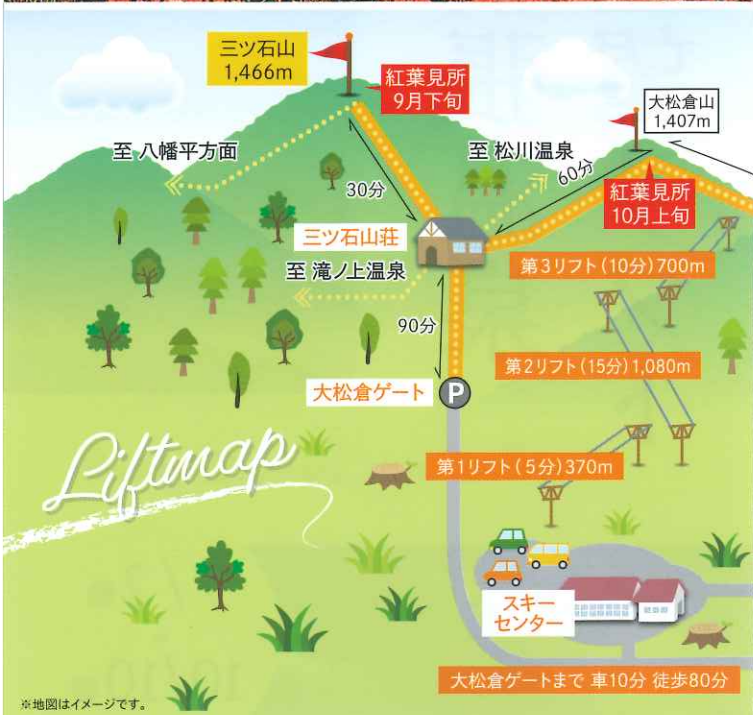 三ツ石山
1,466m
紅葉見所
9月下旬
大松倉山
1,407m
至 八幡平方面
至 松川温泉
60分
30分
紅葉見所
10月上旬
三ツ石山荘
第3リフト(10分)700m
至 滝ノ上温泉
90分
第2リフト(15分)1,080m
大松倉ゲート
P
Liftmap
第1リフト(5分)370m
スキー
センター
大松倉ゲートまで 車10分 徒歩80分
※地図はイメージです。